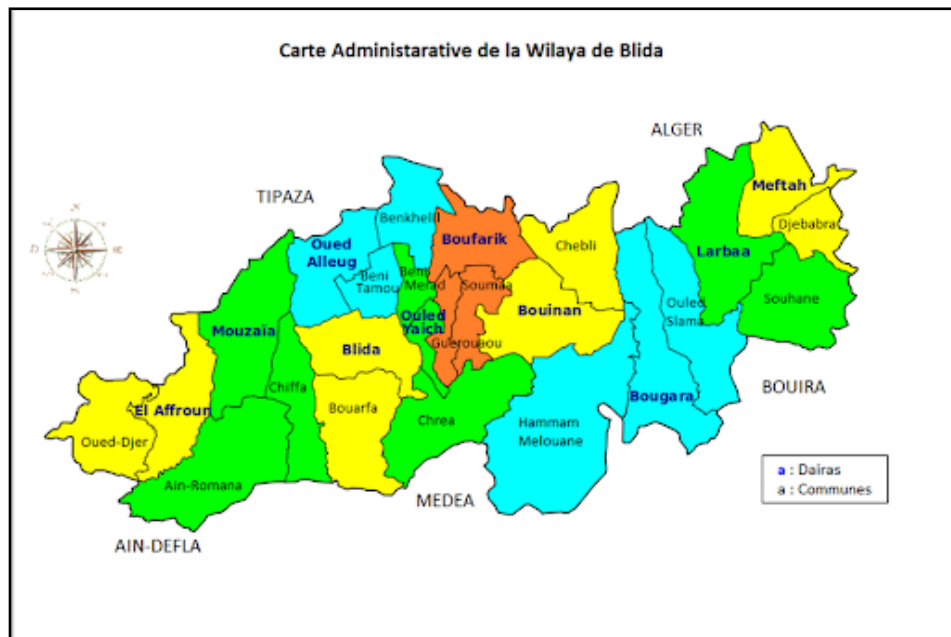 Carte Administarative de la Wilaya de Blida
ALGER
TIPAZA
Meftah
Djebabra
Benkhelil
Boufarik
Chebli
Oued
Alleug
Larbaa
Beni
Tamou
Beni
Merad
Soumaa
Souhane
Ouled
Slama
Mouzaïa
Ouled
Yaich
Bouinan
Guerouaou
Blida
Chiffa
BOUIRA
El Affroun
Bouarfa
Bougara
Oued-Djer
Chrea
Hammam
Melouane
Ain-Romana
MEDEA
AIN-DEFLA
a : Dairas
a : Communes